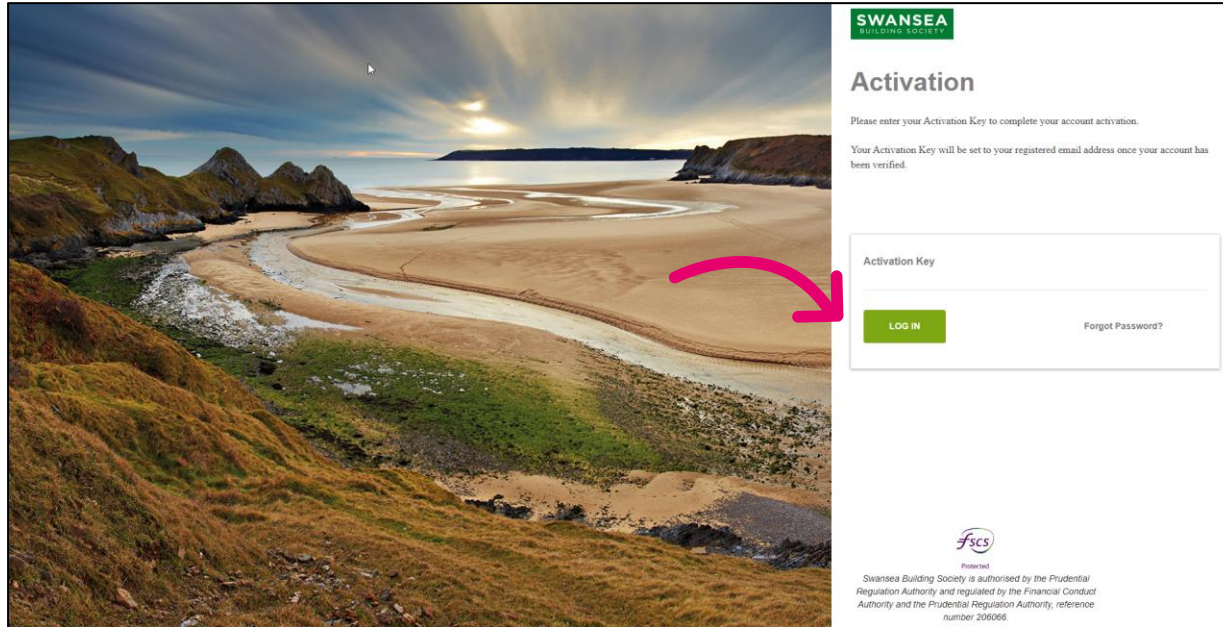 SWANSEA
BUILDING SOCIETY
Activation
Please enter your Activation Key to complete your account activation.
Your Activation Key will be set to your registered email address once your account has
been verified.
Activation Key
LOG IN
Forgot Password?
fscs
Protected
Swansea Building Society is authorised by the Prudential
Regulation Authority and regulated by the Financial Conduct
Authority and the Prudential Regulation Authority, reference
number 206066.